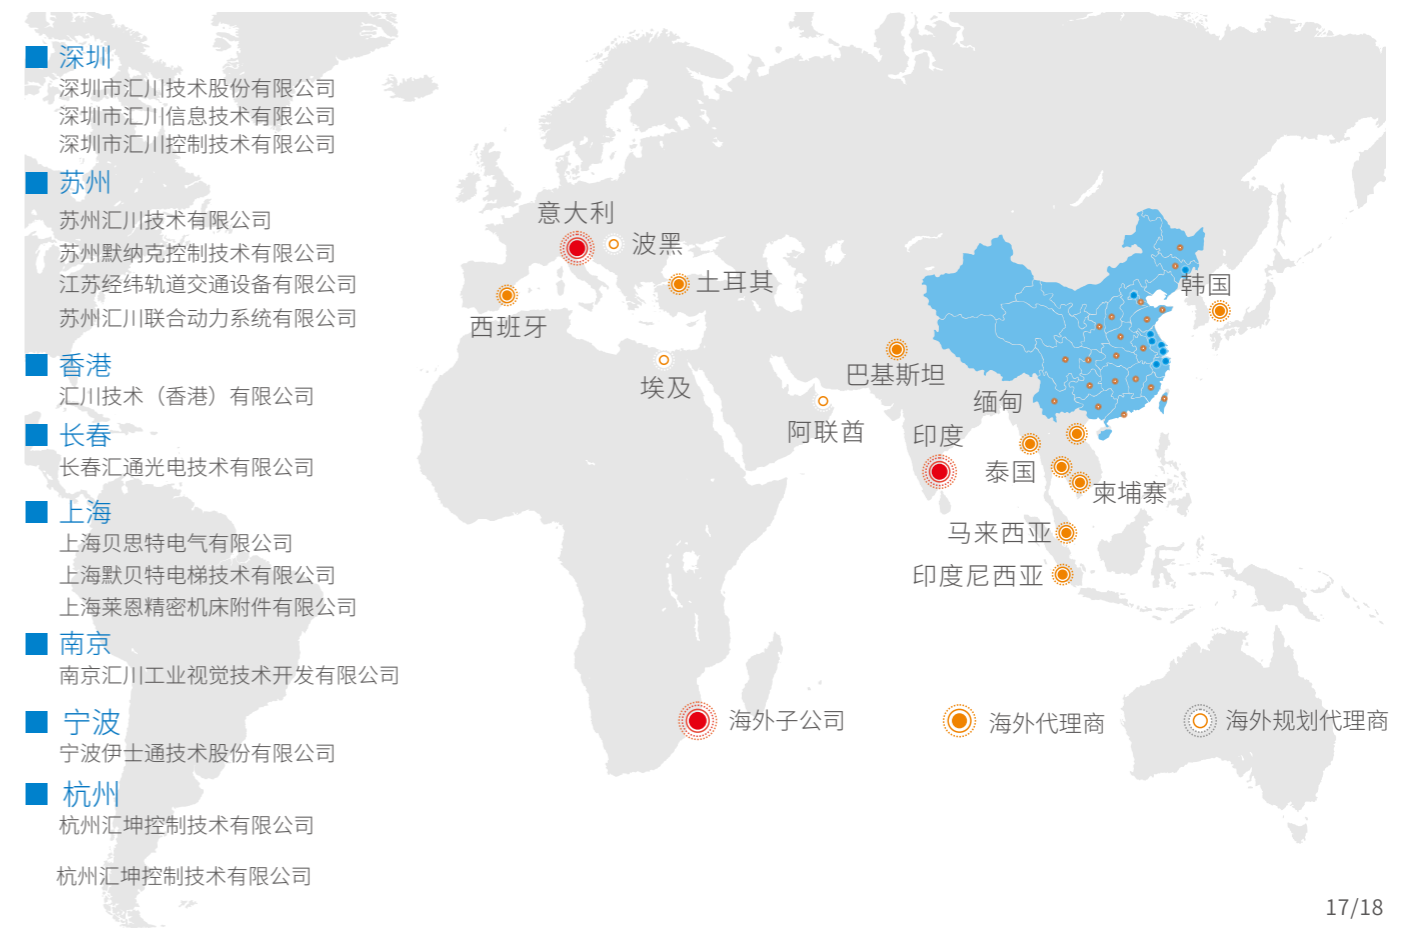 深圳
深圳市汇川技术股份有限公司
深圳市汇川信息技术有限公司
深圳市汇川控制技术有限公司
苏州
苏州汇川技术有限公司
苏州默纳克控制技术有限公司
江苏经纬轨道交通设备有限公司
苏州汇川联合动力系统有限公司
香港
汇川技术（香港）有限公司
长春
长春汇通光电技术有限公司
上海
上海贝思特电气有限公司
上海默贝特电梯技术有限公司
上海莱恩精密机床附件有限公司
南京
南京汇川工业视觉技术开发有限公司
宁波
宁波伊士通技术股份有限公司
杭州
杭州汇坤控制技术有限公司
杭州汇坤控制技术有限公司
意大利
波黑
土耳其
西班牙
埃及
巴基斯坦
阿联酋
印度
缅甸
泰国
柬埔寨
马来西亚
印度尼西亚
韩国
海外子公司
海外代理商
海外规划代理商
17/18